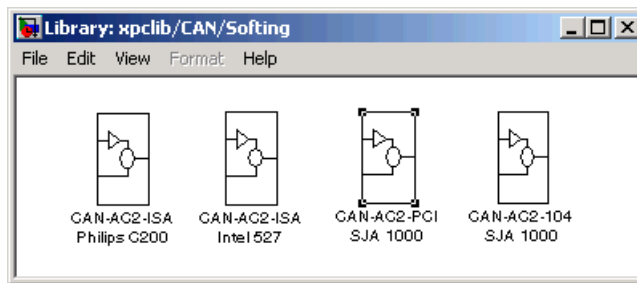 Library: xpclib/CAN/Softing
File Edit View Format Help
CAN-AC2-ISA CAN-AC2-ISA CAN-AC2-PCI CAN-AC2-104
Philips C200 Intel 527 SJA 1000 SJA 1000